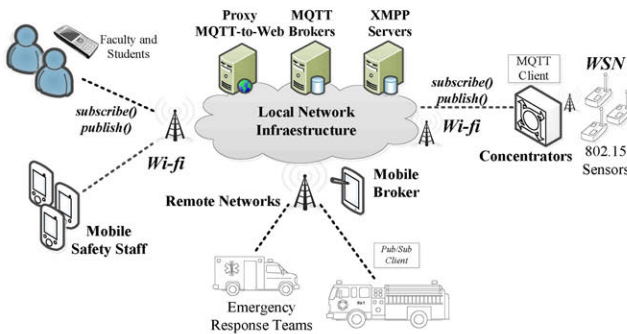 Faculty and
Students
Proxy
MQTT-to-Web
MQTT
Brokers
XMPP
Servers
subscribe()
publish()
Wi-fi
Local Network
Infraestructure
subscribe()
publish()
Wi-fi
MQTT
Client
WSN
Concentrators
802.15
Sensors
Mobile
Safety Staff
Remote Networks
Mobile
Broker
Pub/Sub
Client
Emergency
Response Teams